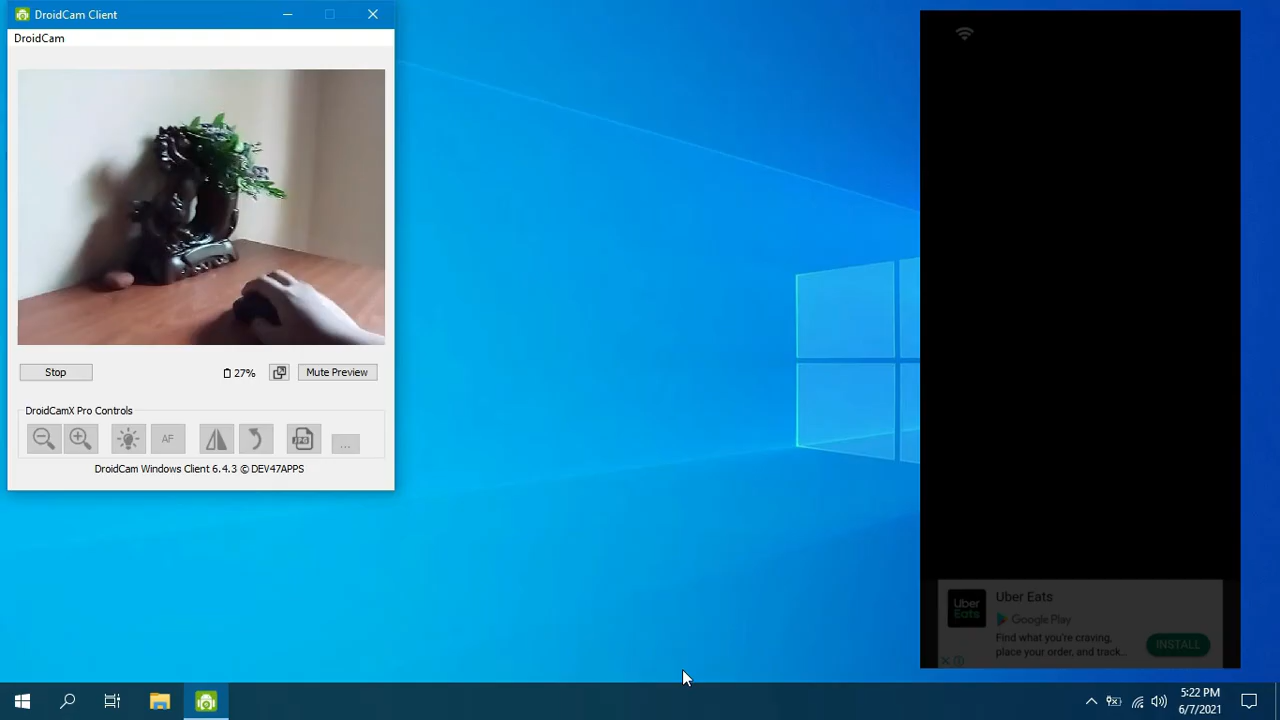 DroidCam Client
DroidCam
Stop
27%
Mute Preview
DroidCamX Pro Controls
AF
JPG
...
DroidCam Windows Client 6.4.3 © DEV47APPS
Uber Eats
Uber Eats
Google Play
Find what you're craving,
place your order, and track...
INSTALL
5:22 PM
6/7/2021